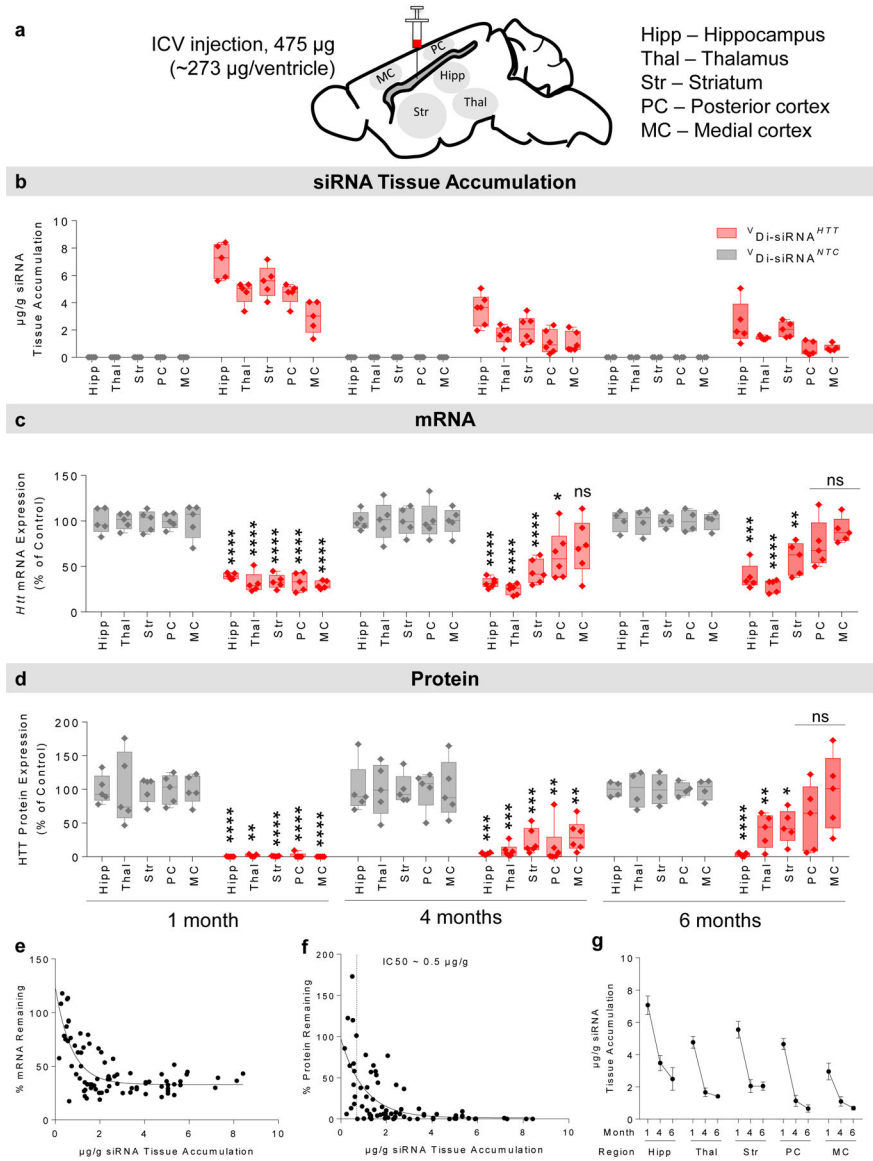 a
ICV injection, 475 µg
(~273 µg/ventricle)
MC
PC
Hipp
Str
Thal
Hipp – Hippocampus
Thal – Thalamus
Str – Striatum
PC – Posterior cortex
MC – Medial cortex
b
siRNA Tissue Accumulation
µg/g siRNA
Tissue Accumulation
10
8
6
4
2
0
V Di-siRNA HTT
V Di-siRNA NTC
Hipp Thal Str PC MC Hipp Thal Str PC MC Hipp Thal Str PC MC Hipp Thal Str PC MC Hipp Thal Str PC MC Hipp Thal Str PC MC
c
mRNA
Htt mRNA Expression
(% of Control)
150
100
50
0
**** **** **** **** **** **** **** **** * ns *** **** ** ns
Hipp Thal Str PC MC Hipp Thal Str PC MC Hipp Thal Str PC MC Hipp Thal Str PC MC Hipp Thal Str PC MC Hipp Thal Str PC MC
d
Protein
HTT Protein Expression
(% of Control)
200
150
100
50
0
**** ** **** **** **** *** *** *** ** ** **** ** * ns
Hipp Thal Str PC MC Hipp Thal Str PC MC Hipp Thal Str PC MC Hipp Thal Str PC MC Hipp Thal Str PC MC Hipp Thal Str PC MC
1 month 4 months 6 months
e
% mRNA Remaining
150
100
50
0
0 2 4 6 8 10
µg/g siRNA Tissue Accumulation
f
IC50 ~ 0.5 µg/g
% Protein Remaining
200
150
100
50
0
0 2 4 6 8 10
µg/g siRNA Tissue Accumulation
g
µg/g siRNA
Tissue Accumulation
10
8
6
4
2
0
Month 1 4 6 1 4 6 1 4 6 1 4 6 1 4 6
Region Hipp Thal Str PC MC